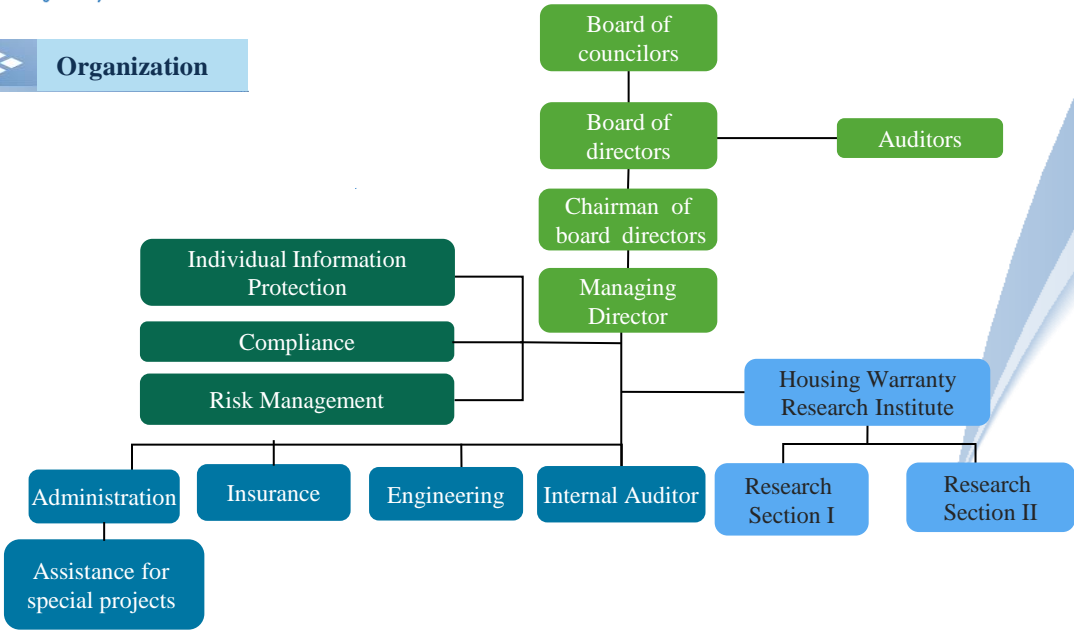 Organization
Board of
councilors
Board of
directors
Auditors
Chairman of
board directors
Individual Information
Protection
Managing
Director
Compliance
Housing Warranty
Research Institute
Risk Management
Administration
Insurance
Engineering
Internal Auditor
Research
Section I
Research
Section II
Assistance for
special projects